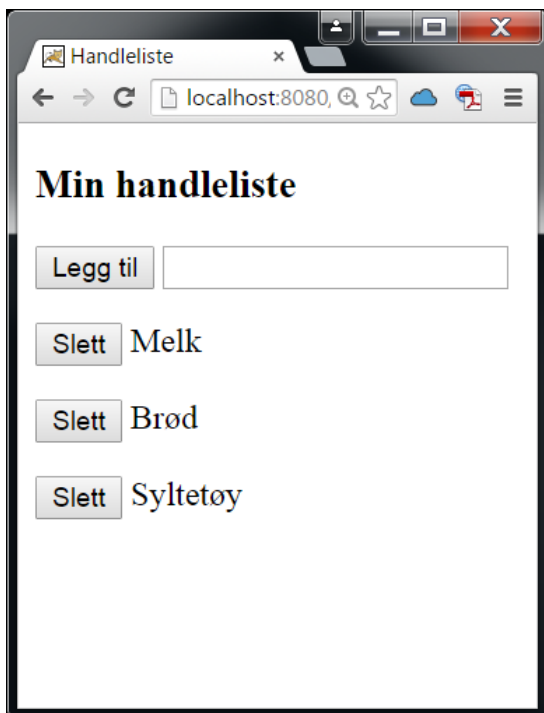 Handleliste
localhost:8080/
Min handleliste
Legg til
Slett Melk
Slett Brød
Slett Syltetøy